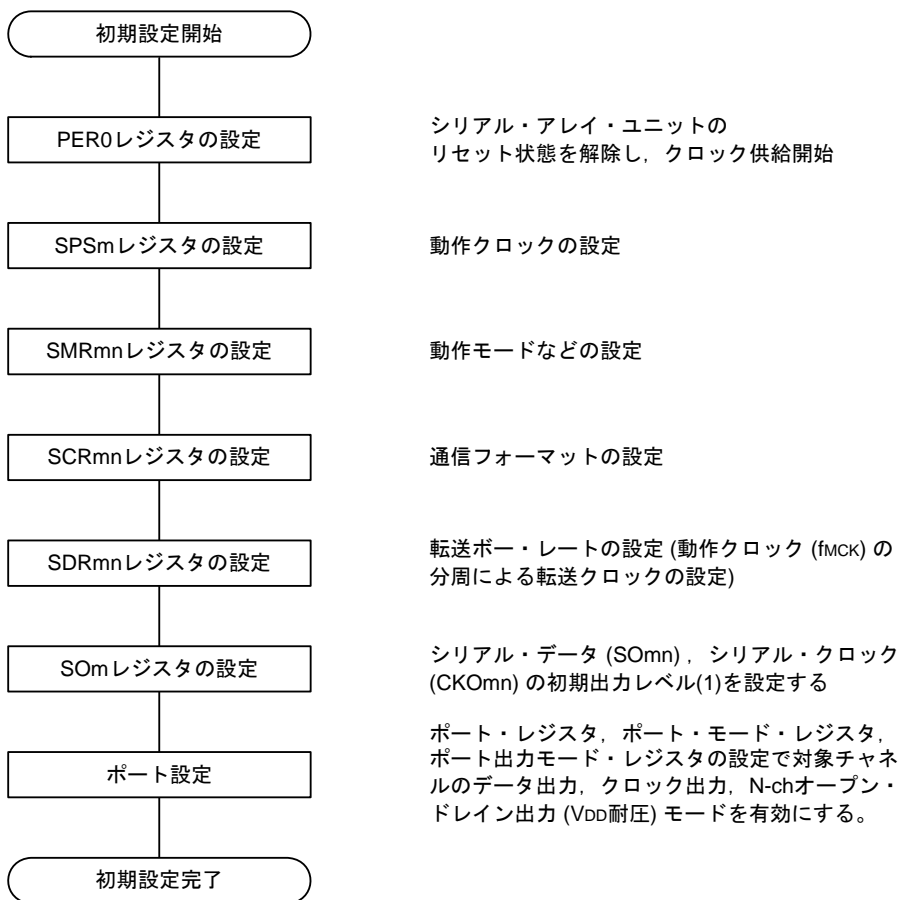 初期設定開始
PER0レジスタの設定
シリアル・アレイ・ユニットの
リセット状態を解除し，クロック供給開始
SPSmレジスタの設定
動作クロックの設定
SMRmnレジスタの設定
動作モードなどの設定
SCRmnレジスタの設定
通信フォーマットの設定
SDRmnレジスタの設定
転送ボー・レートの設定 (動作クロック (fMCK) の
分周による転送クロックの設定)
SOmレジスタの設定
シリアル・データ (SOmn) ，シリアル・クロック
(CKOmn) の初期出力レベル(1)を設定する
ポート設定
ポート・レジスタ，ポート・モード・レジスタ，
ポート出力モード・レジスタの設定で対象チャネ
ルのデータ出力，クロック出力，N-chオープン・
ドレイン出力 (VDD耐圧) モードを有効にする。
初期設定完了